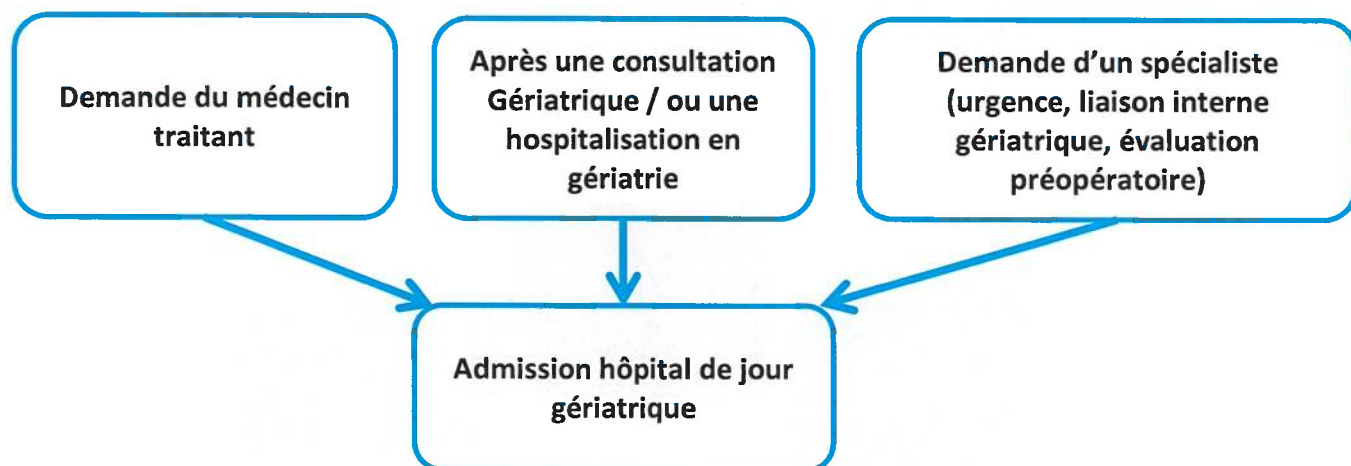 Demande du médecin
traitant
Après une consultation
Gériatrique / ou une
hospitalisation en
gériatrie
Demande d'un spécialiste
(urgence, liaison interne
gériatrique, évaluation
préopératoire)
Admission hôpital de jour
gériatrique